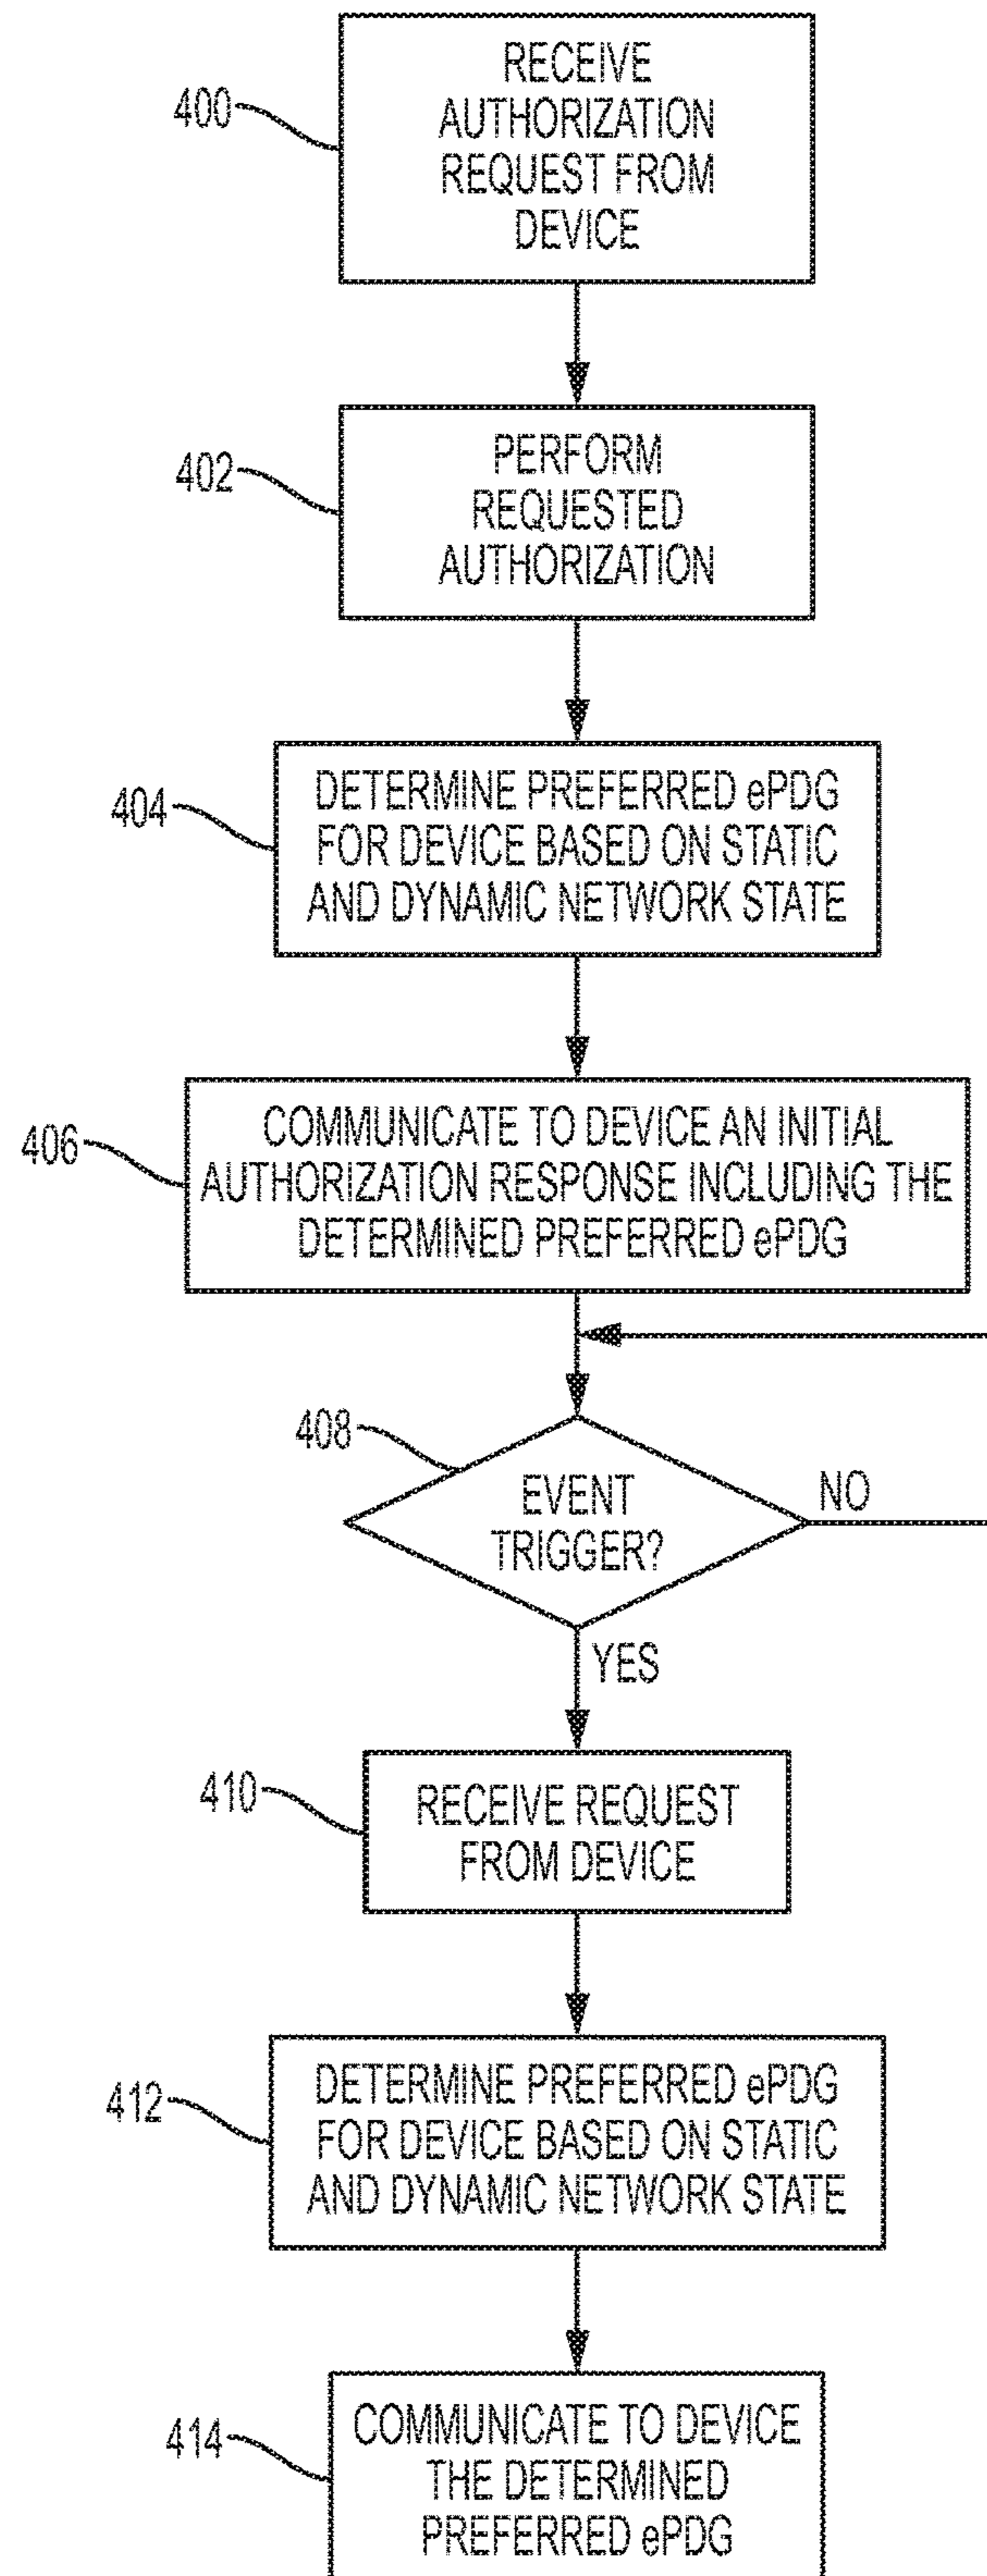 400
RECEIVE
AUTHORIZATION
REQUEST FROM
DEVICE
402
PERFORM
REQUESTED
AUTHORIZATION
404
DETERMINE PREFERRED ePDG
FOR DEVICE BASED ON STATIC
AND DYNAMIC NETWORK STATE
406
COMMUNICATE TO DEVICE AN INITIAL
AUTHORIZATION RESPONSE INCLUDING THE
DETERMINED PREFERRED ePDG
408
EVENT
TRIGGER?
NO
YES
410
RECEIVE REQUEST
FROM DEVICE
412
DETERMINE PREFERRED ePDG
FOR DEVICE BASED ON STATIC
AND DYNAMIC NETWORK STATE
414
COMMUNICATE TO DEVICE
THE DETERMINED
PREFERRED ePDG